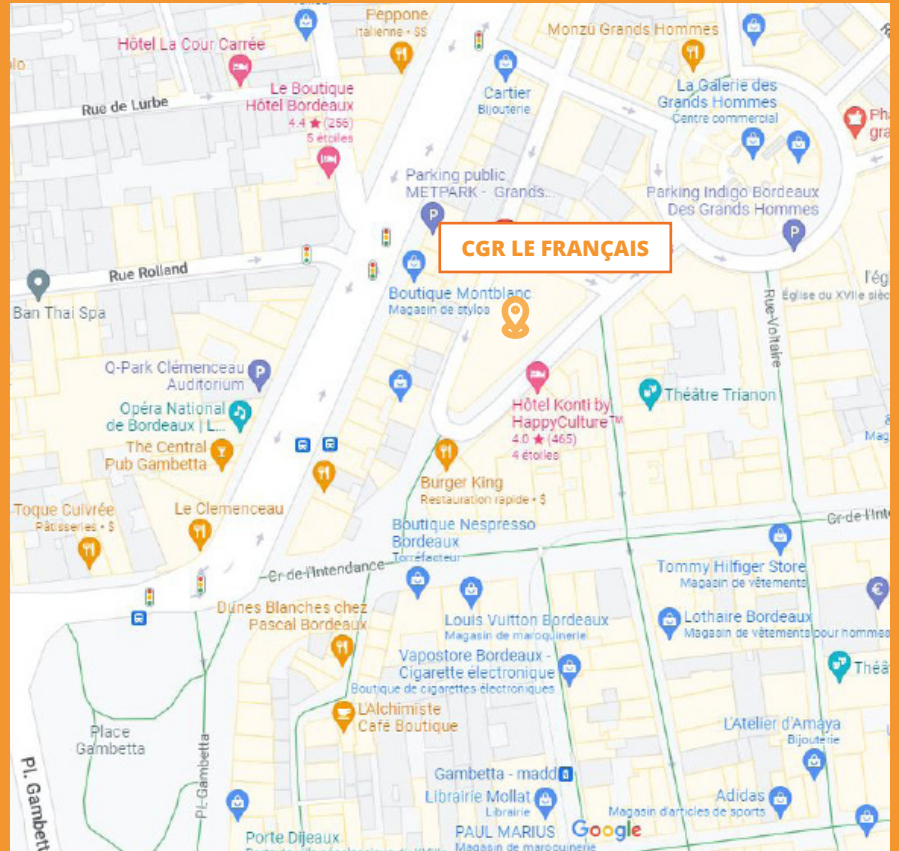 Peppone
Italienne • $$
Monzù Grands Hommes
Hôtel La Cour Carrée
Cartier
Bijouterie
La Galerie des
Grands Hommes
Centre commercial
Le Boutique
Hôtel Bordeaux
4.4 ★ (256)
5 étoiles
Rue de Lurbe
Parking public
METPARK - Grands...
Parking Indigo Bordeaux
Des Grands Hommes
P
P
CGR LE FRANÇAIS
Rue Rolland
Ban Thai Spa
Boutique Montblanc
Magasin de stylos
Église du XVIIe
Rue Voltaire
Q-Park Clémenceau
Auditorium
P
Opéra National
de Bordeaux | L...
The Central
Pub Gambetta
Hôtel Konti by
HappyCulture™
4.0 ★ (465)
4 étoiles
Théâtre Trianon
Burger King
Restauration rapide • $
Toque Cuivrée
Pâtisseries • $
Le Clemenceau
Boutique Nespresso
Bordeaux
Torréfacteur
Cr de l'Intendance
Tommy Hilfiger Store
Magasin de vêtements
€
Dunes Blanches chez
Pascal Bordeaux
Louis Vuitton Bordeaux
Magasin de maroquinerie
Lothaire Bordeaux
Magasin de vêtements pour hommes
Vapostore Bordeaux -
Cigarette électronique
Boutique de cigarettes électroniques
L'Alchimiste
Café Boutique
Place
Gambetta
Pl. Gambetta
L'Atelier d'Amaya
Bijouterie
Gambetta - madd
Librairie Mollat
Librairie
Adidas
Magasin d'articles de sports
Porte Dijeaux
PAUL MARIUS
Magasin de maroquinerie
Google